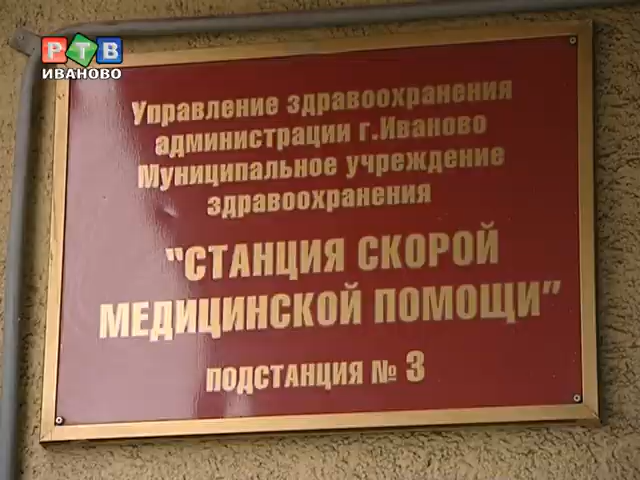 РТВ
ИВАНОВО
Управление здравоохранения
администрации г.Иваново
Муниципальное учреждение
здравоохранения
"СТАНЦИЯ СКОРОЙ
МЕДИЦИНСКОЙ ПОМОЩИ"
ПОДСТАНЦИЯ № 3